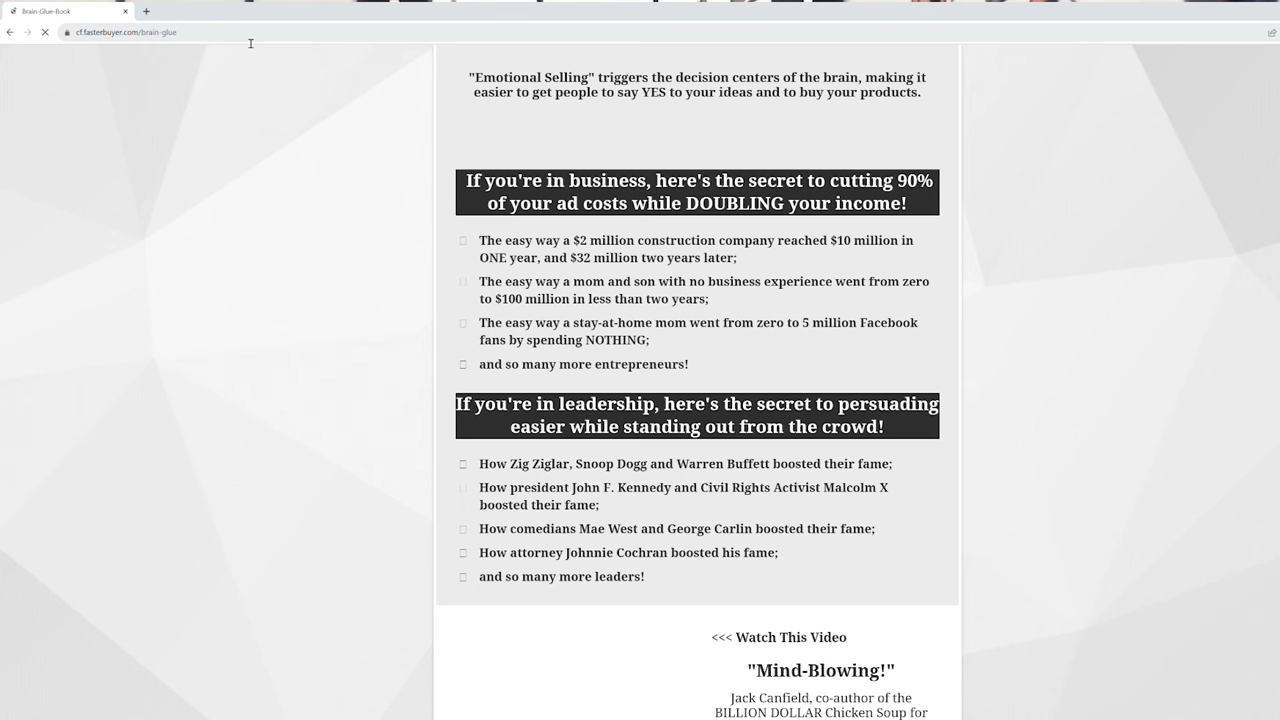 Brain-Glue-Book
cf.fasterbuyer.com/brain-glue
"Emotional Selling" triggers the decision centers of the brain, making it
easier to get people to say YES to your ideas and to buy your products.
If you're in business, here's the secret to cutting 90%
of your ad costs while DOUBLING your income!
The easy way a $2 million construction company reached $10 million in
ONE year, and $32 million two years later;
The easy way a mom and son with no business experience went from zero
to $100 million in less than two years;
The easy way a stay-at-home mom went from zero to 5 million Facebook
fans by spending NOTHING;
and so many more entrepreneurs!
If you're in leadership, here's the secret to persuading
easier while standing out from the crowd!
How Zig Ziglar, Snoop Dogg and Warren Buffett boosted their fame;
How president John F. Kennedy and Civil Rights Activist Malcolm X
boosted their fame;
How comedians Mae West and George Carlin boosted their fame;
How attorney Johnnie Cochran boosted his fame;
and so many more leaders!
<<< Watch This Video
"Mind-Blowing!"
Jack Canfield, co-author of the
BILLION DOLLAR Chicken Soup for